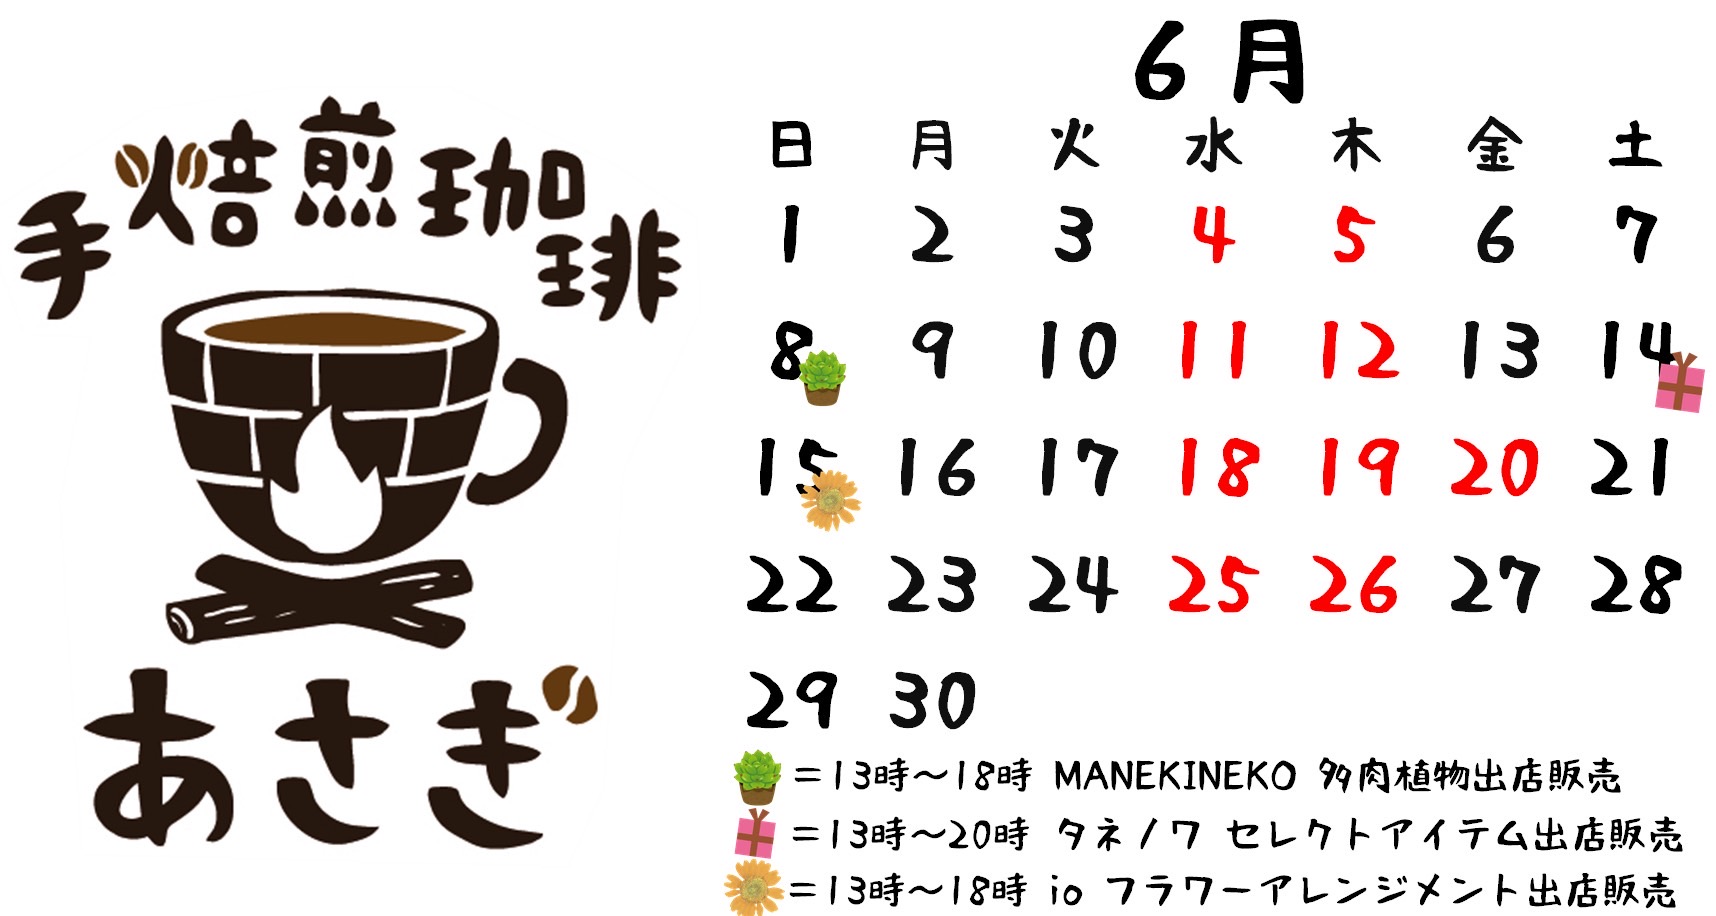 手焙煎珈琲
あさぎ
6月
日 月 火 水 木 金 土
1 2 3 4 5 6 7
8 9 10 11 12 13 14
15 16 17 18 19 20 21
22 23 24 25 26 27 28
29 30
=13時～18時 MANEKINEKO 多肉植物出店販売
=13時～20時 タネノワ セレクトアイテム出店販売
=13時～18時 io フラワーアレンジメント出店販売